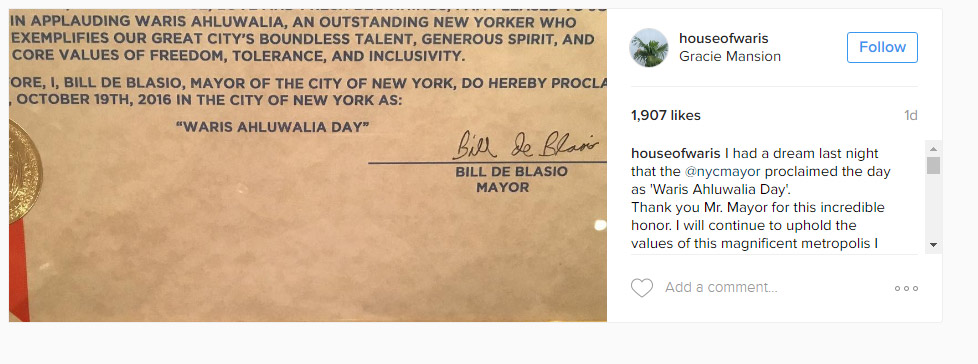 IN APPLAUDING WARIS AHLUWALIA, AN OUTSTANDING NEW YORKER WHO
EXEMPLIFIES OUR GREAT CITY'S BOUNDLESS TALENT, GENEROUS SPIRIT, AND
CORE VALUES OF FREEDOM, TOLERANCE, AND INCLUSIVITY.
ORE, I, BILL DE BLASIO, MAYOR OF THE CITY OF NEW YORK, DO HEREBY PROCLA
, OCTOBER 19TH, 2016 IN THE CITY OF NEW YORK AS:
"WARIS AHLUWALIA DAY"
Bill de Blasio
BILL DE BLASIO
MAYOR
houseofwaris
Gracie Mansion
Follow
1,907 likes
1d
houseofwaris I had a dream last night
that the @nycmayor proclaimed the day
as 'Waris Ahluwalia Day'.
Thank you Mr. Mayor for this incredible
honor. I will continue to uphold the
values of this magnificent metropolis I
Add a comment...